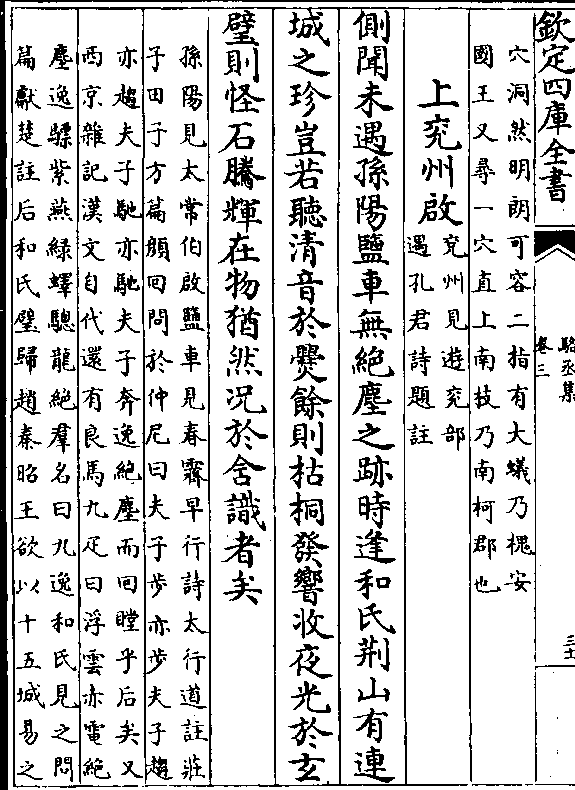 欽定四庫全書
駱丞集
卷三
三十
穴洞然明朗可容二指有大蟻乃槐安
國王又尋一穴直上南枝乃南柯郡也
上兖州啟
兖州見遊兖部
遇孔君詩題註
側聞未遇孫陽鹽車無絶塵之跡時逢和氏荆山有連
城之珍豈若聽清音於爨餘則枯桐發響收夜光於玄
璧則怪石騰輝在物猶然况於含識者矣
孫陽見太常伯啟鹽車見春霽早行詩太行道註莊
子田子方篇顔回問於仲尼曰夫子步亦步夫子趨
亦趨夫子馳亦馳夫子奔逸絶塵而回瞠乎后矣又
西京雜記漢文自代還有良馬九疋曰浮雲赤電絶
塵逸驃紫燕緑螾驄龍絶羣名曰九逸和氏見之問
篇獻楚註后和氏璧歸趙秦昭王欲以十五城易之